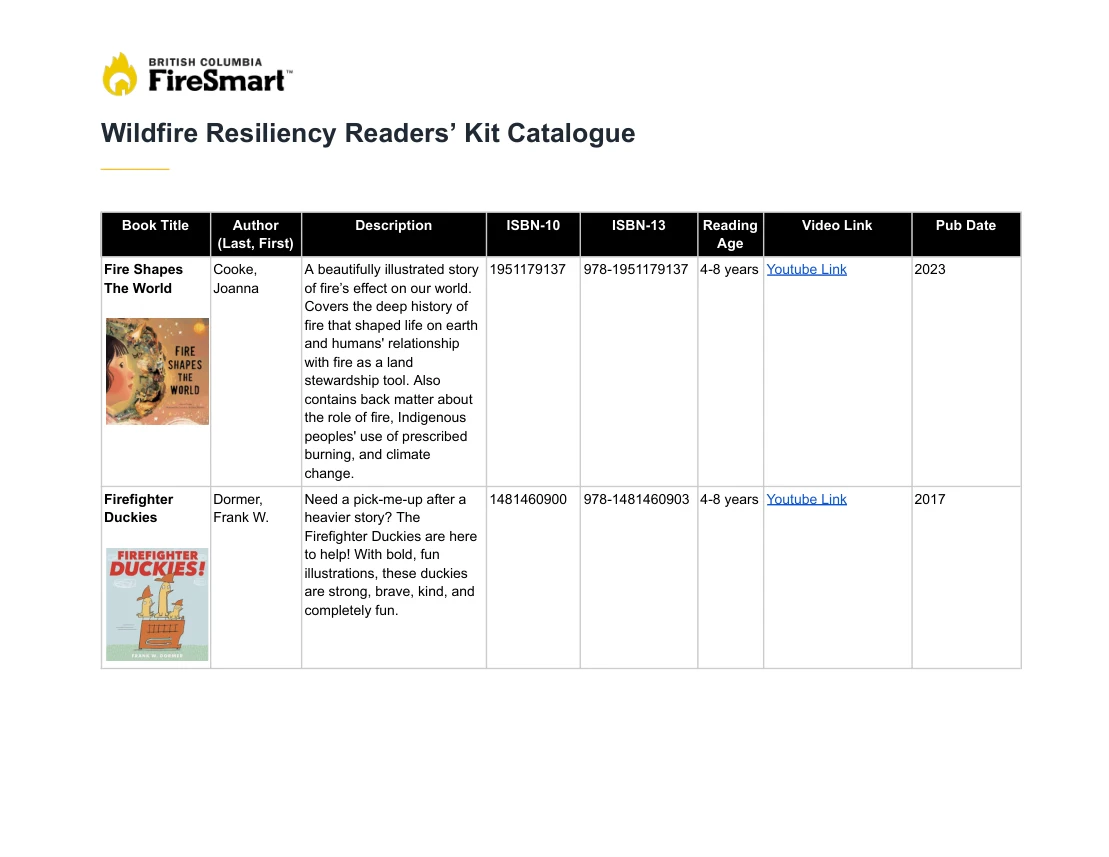 BRITISH COLUMBIA
FireSmart™
Wildfire Resiliency Readers’ Kit Catalogue
Book Title
Author
(Last, First)
Description
ISBN-10
ISBN-13
Reading
Age
Video Link
Pub Date
Fire Shapes
The World
FIRE
SHAPES
THE
WORLD
Cooke,
Joanna
A beautifully illustrated story
of fire’s effect on our world.
Covers the deep history of
fire that shaped life on earth
and humans' relationship
with fire as a land
stewardship tool. Also
contains back matter about
the role of fire, Indigenous
peoples' use of prescribed
burning, and climate
change.
1951179137
978-1951179137
4-8 years
Youtube Link
2023
Firefighter
Duckies
FIREFIGHTER
DUCKIES!
FRANK W. DORMER
Dormer,
Frank W.
Need a pick-me-up after a
heavier story? The
Firefighter Duckies are here
to help! With bold, fun
illustrations, these duckies
are strong, brave, kind, and
completely fun.
1481460900
978-1481460903
4-8 years
Youtube Link
2017